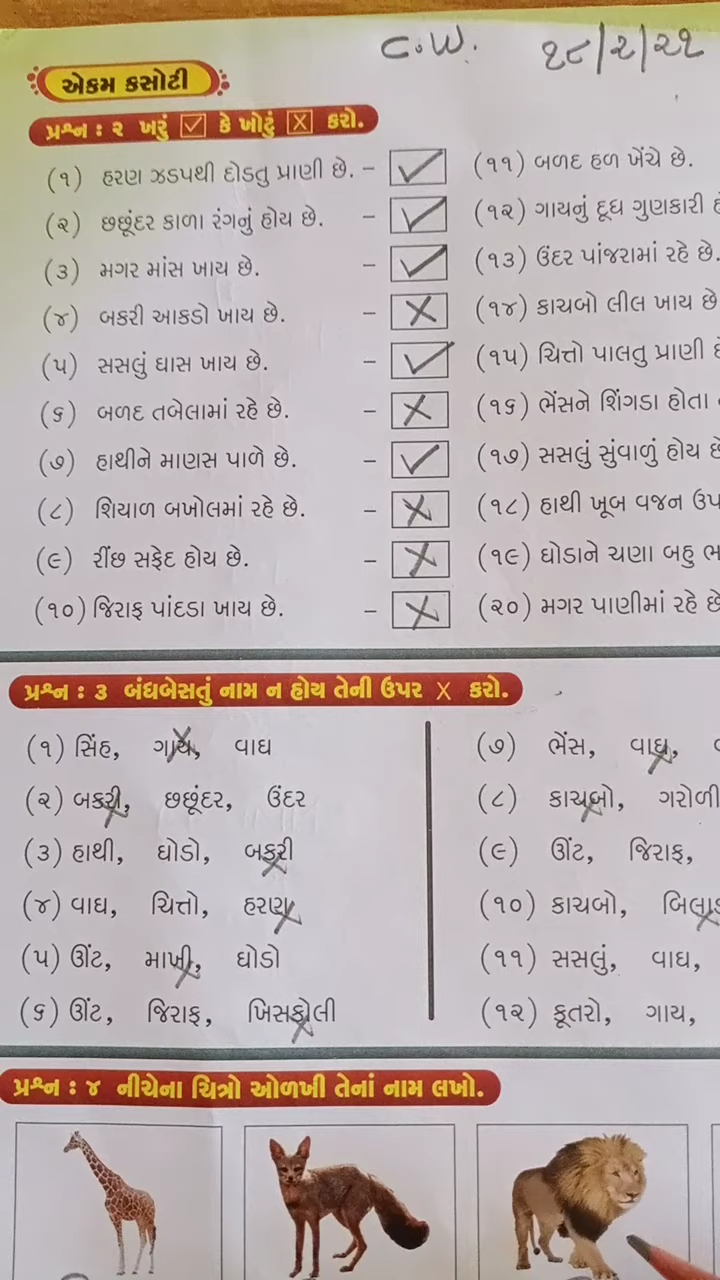 C.W. ૧૮/૨/૨૧
એકમ કસોટી
પ્રશ્ન : ૨ ખરું ☑ કે ખોટું ☒ કરો.
(૧) હરણ ઝડપથી દોડતુ પ્રાણી છે. - ✓
(૨) છછૂંદર કાળા રંગનું હોય છે. - ✓
(૩) મગર માંસ ખાય છે. - ✓
(૪) બકરી આકડો ખાય છે. - X
(૫) સસલું ઘાસ ખાય છે. - ✓
(૬) બળદ તબેલામાં રહે છે. - X
(૭) હાથીને માણસ પાળે છે. - ✓
(૮) શિયાળ બખોલમાં રહે છે. - X
(૯) રીંછ સફેદ હોય છે. - X
(૧૦) જિરાફ પાંદડા ખાય છે. - X
(૧૧) બળદ હળ ખેંચે છે.
(૧૨) ગાયનું દૂધ ગુણકારી
(૧૩) ઉંદર પાંજરામાં રહે છે.
(૧૪) કાચબો લીલ ખાય છે
(૧૫) ચિત્તો પાલતુ પ્રાણી
(૧૬) ભેંસને શિંગડા હોતા
(૧૭) સસલું સુંવાળું હોય છે
(૧૮) હાથી ખૂબ વજન ઉપ
(૧૯) ઘોડાને ચણા બહુ ભ
(૨૦) મગર પાણીમાં રહે છે
પ્રશ્ન : ૩ બંધબેસતું નામ ન હોય તેની ઉપર X કરો.
(૧) સિંહ, ગાય, વાઘ
(૨) બકરી, છછૂંદર, ઉંદર
(૩) હાથી, ઘોડો, બકરી
(૪) વાઘ, ચિત્તો, હરણ
(૫) ઊંટ, માખી, ઘોડો
(૬) ઊંટ, જિરાફ, ખિસકોલી
(૭) ભેંસ, વાઘ,
(૮) કાચબો, ગરોળી
(૯) ઊંટ, જિરાફ,
(૧૦) કાચબો, બિલાડ
(૧૧) સસલું, વાઘ,
(૧૨) કૂતરો, ગાય,
પ્રશ્ન : ૪ નીચેના ચિત્રો ઓળખી તેનાં નામ લખો.